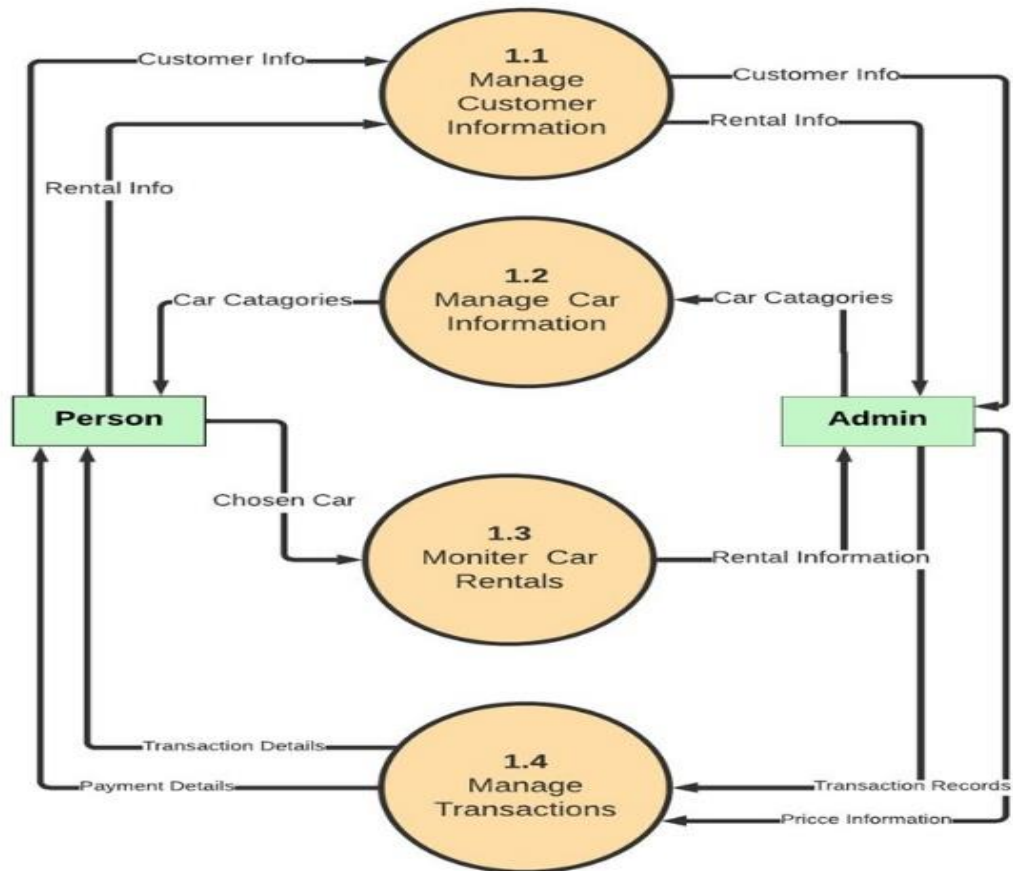 1.1
Manage
Customer
Information
Customer Info
Customer Info
Rental Info
Rental Info
1.2
Manage Car
Information
Car Catagories
Car Catagories
Person
Admin
Chosen Car
1.3
Moniter Car
Rentals
Rental Information
1.4
Manage
Transactions
Transaction Details
Payment Details
Transaction Records
Pricce Information